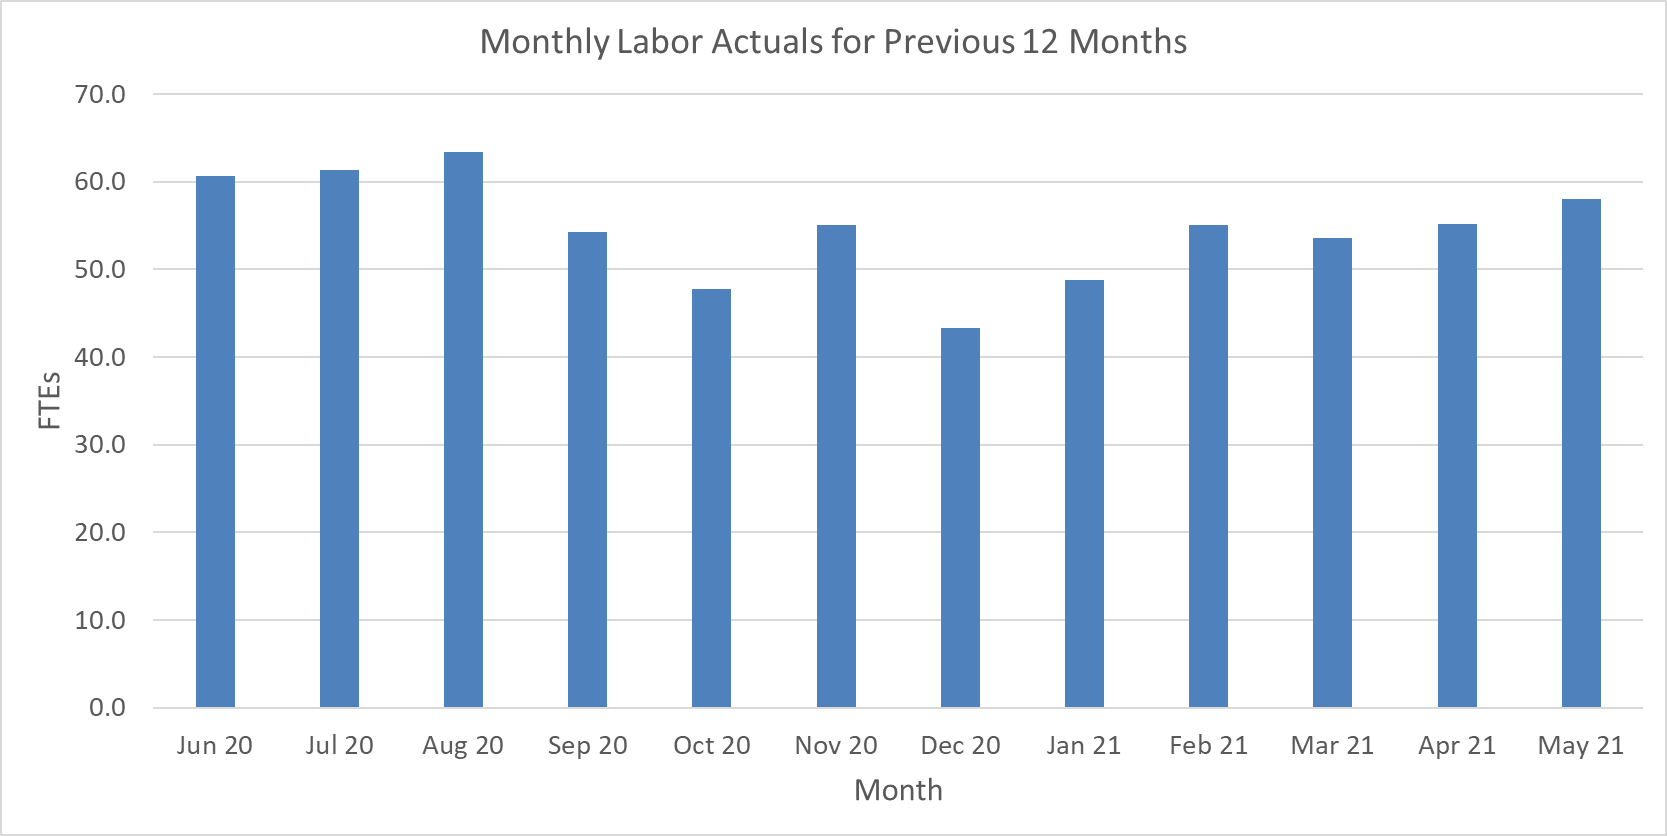 Monthly Labor Actuals for Previous 12 Months
70.0
60.0
50.0
40.0
30.0
20.0
10.0
0.0
FTEs
Jun 20 Jul 20 Aug 20 Sep 20 Oct 20 Nov 20 Dec 20 Jan 21 Feb 21 Mar 21 Apr 21 May 21
Month